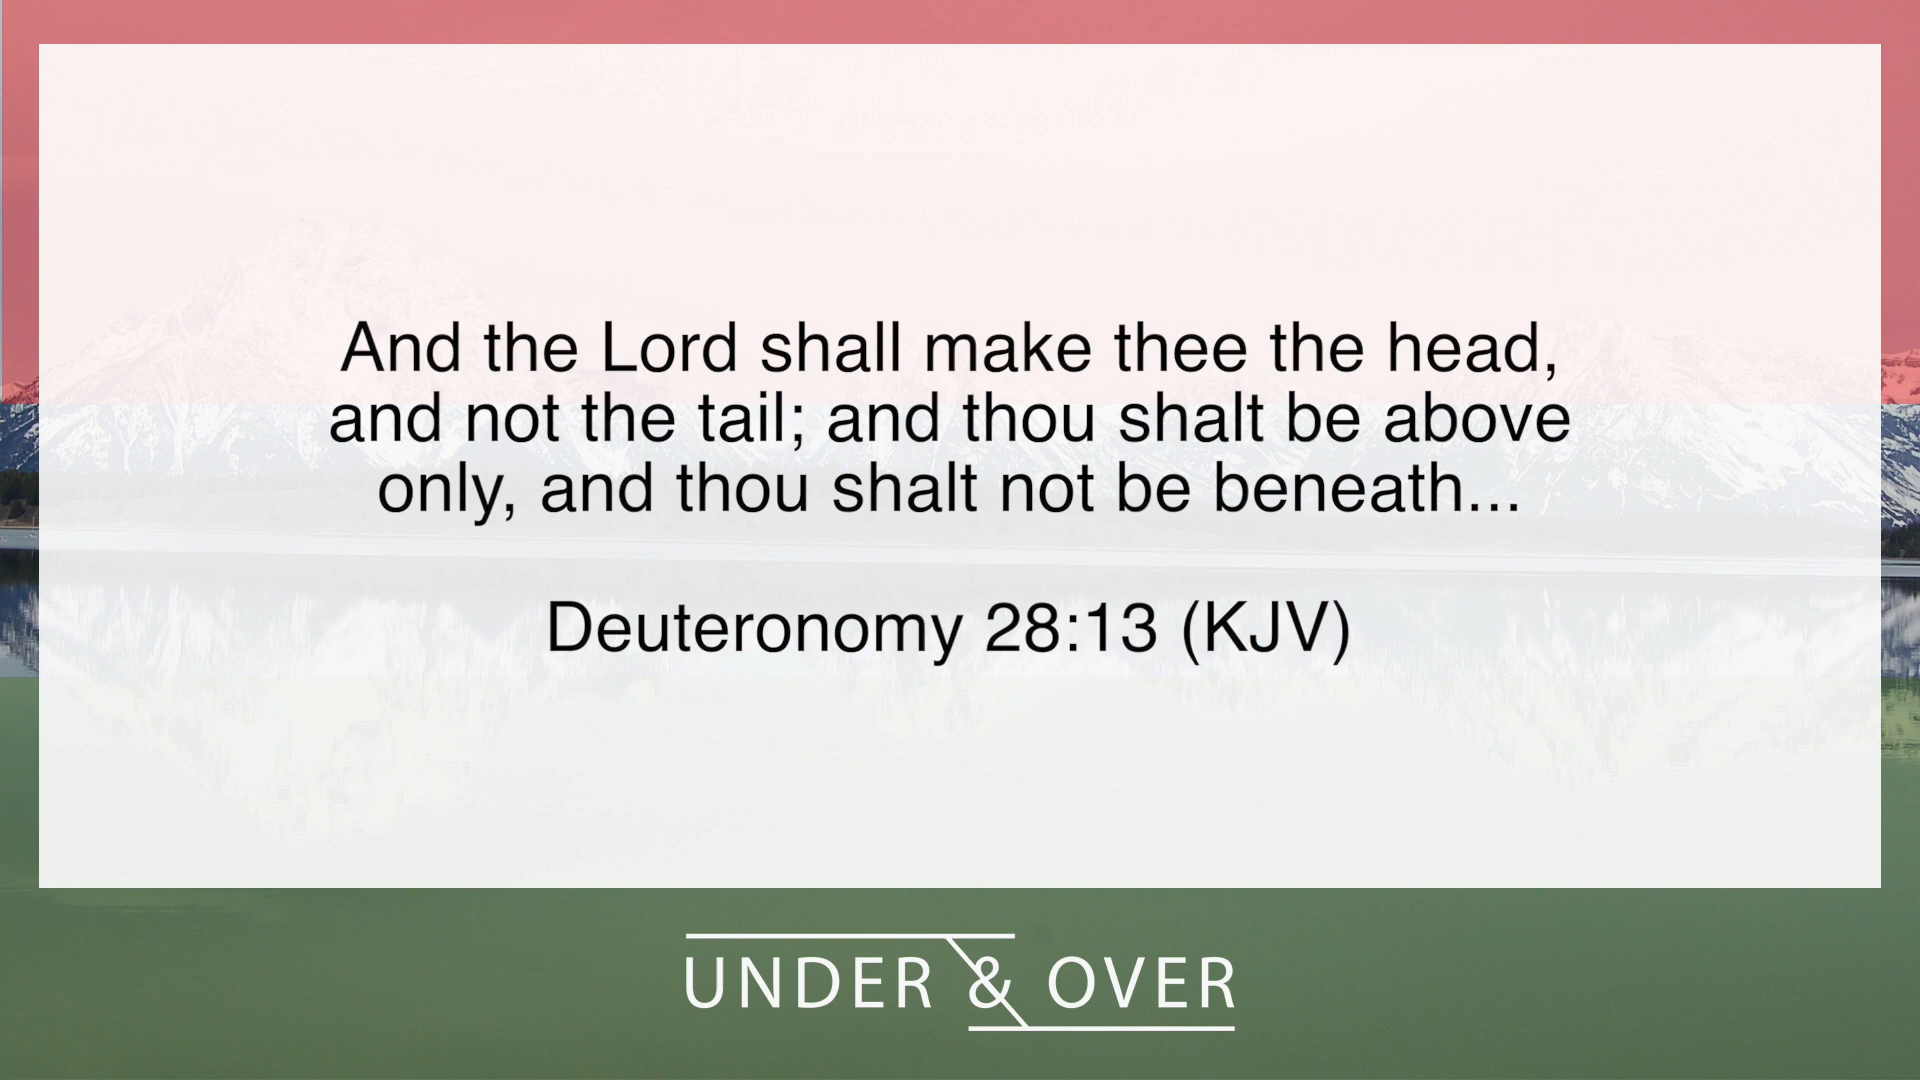 And the Lord shall make thee the head,
and not the tail; and thou shalt be above
only, and thou shalt not be beneath...
Deuteronomy 28:13 (KJV)
UNDER & OVER